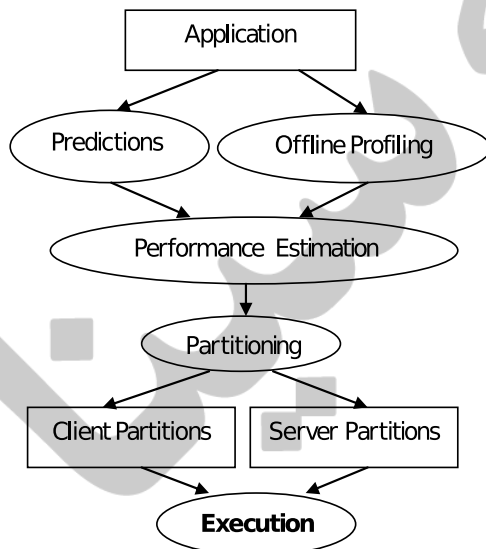 Application
Predictions
Offline Profiling
Performance Estimation
Partitioning
Client Partitions
Server Partitions
Execution